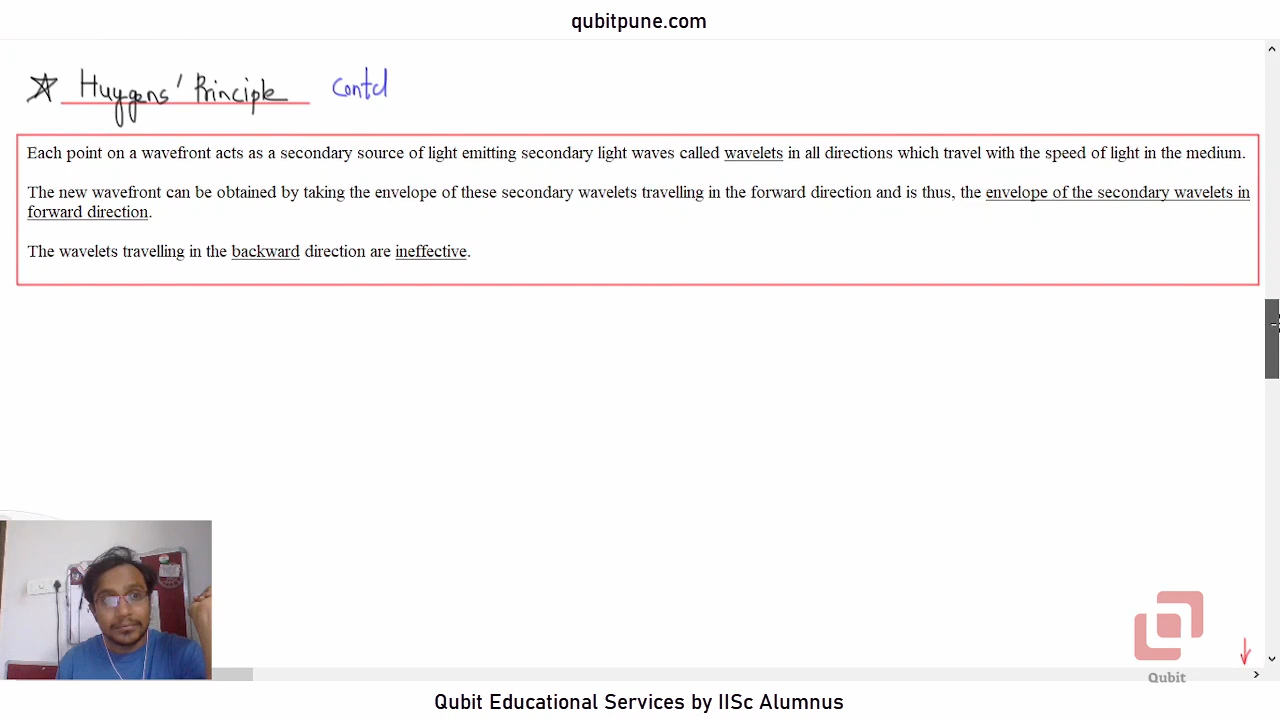 qubitpune.com
Huygens' Principle Contd
Each point on a wavefront acts as a secondary source of light emitting secondary light waves called wavelets in all directions which travel with the speed of light in the medium.
The new wavefront can be obtained by taking the envelope of these secondary wavelets travelling in the forward direction and is thus, the envelope of the secondary wavelets in
forward direction.
The wavelets travelling in the backward direction are ineffective.
Qubit
Qubit Educational Services by IISc Alumnus